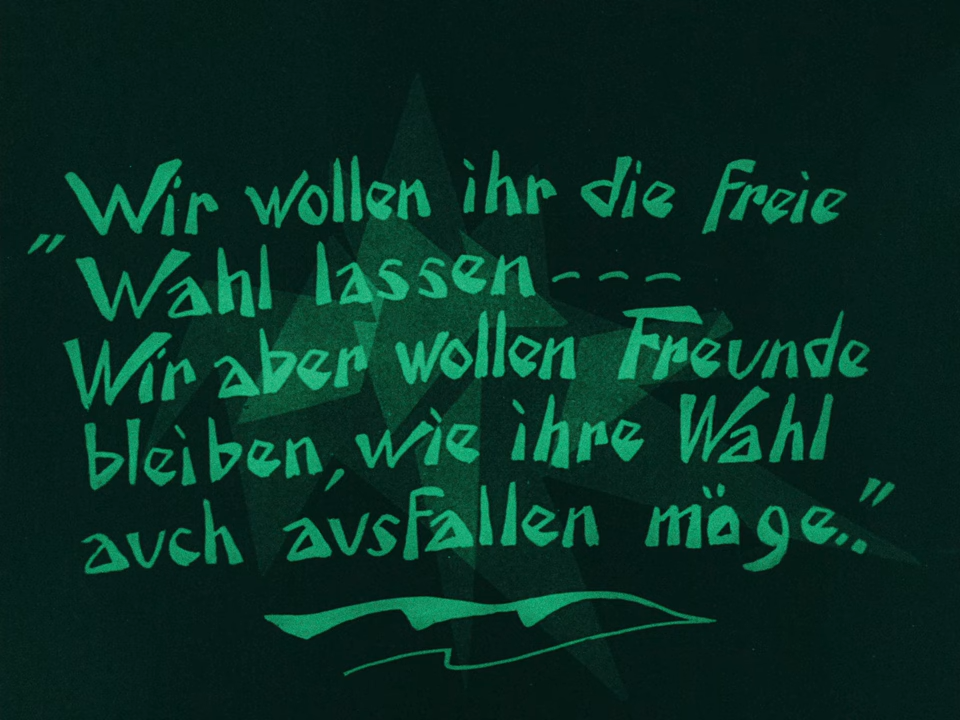 Wir wollen ihr die freie
"Wahl lassen ---
Wir aber wollen Freunde
bleiben, wie ihre Wahl
auch ausfallen möge.."